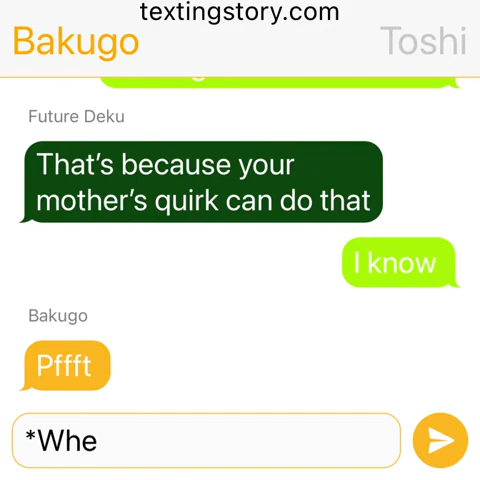 textingstory.com
Bakugo Toshi
Future Deku
That's because your
mother's quirk can do that
I know
Bakugo
Pffft
*Whe